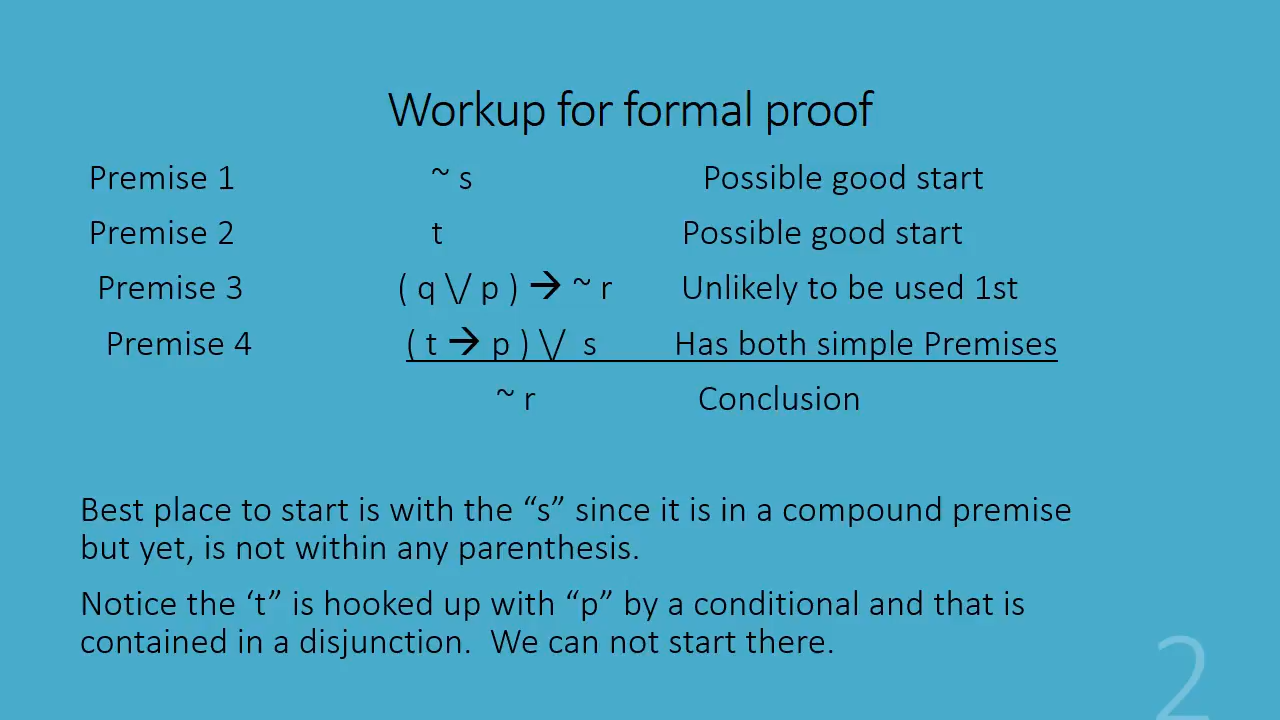 Workup for formal proof
Premise 1 ~ s Possible good start
Premise 2 t Possible good start
Premise 3 ( q \/ p ) → ~ r Unlikely to be used 1st
Premise 4 ( t → p ) \/ s Has both simple Premises
~ r Conclusion
Best place to start is with the “s” since it is in a compound premise
but yet, is not within any parenthesis.
Notice the ‘t” is hooked up with “p” by a conditional and that is
contained in a disjunction. We can not start there.
2